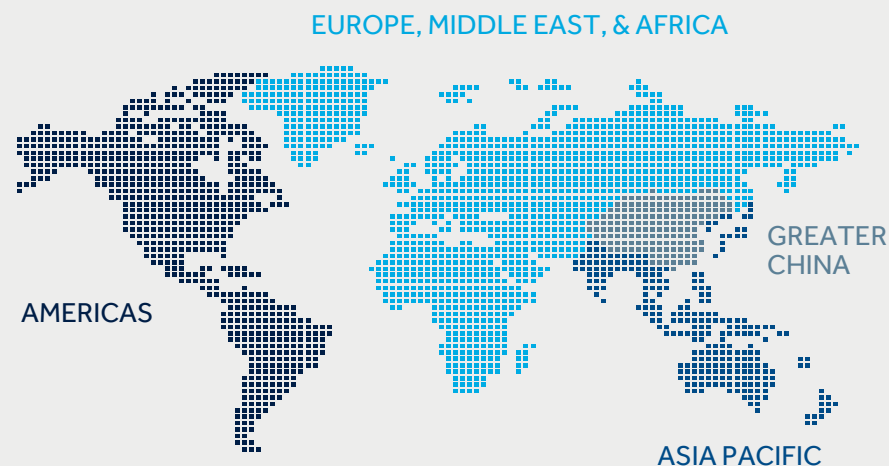 EUROPE, MIDDLE EAST, & AFRICA
GREATER
CHINA
AMERICAS
ASIA PACIFIC